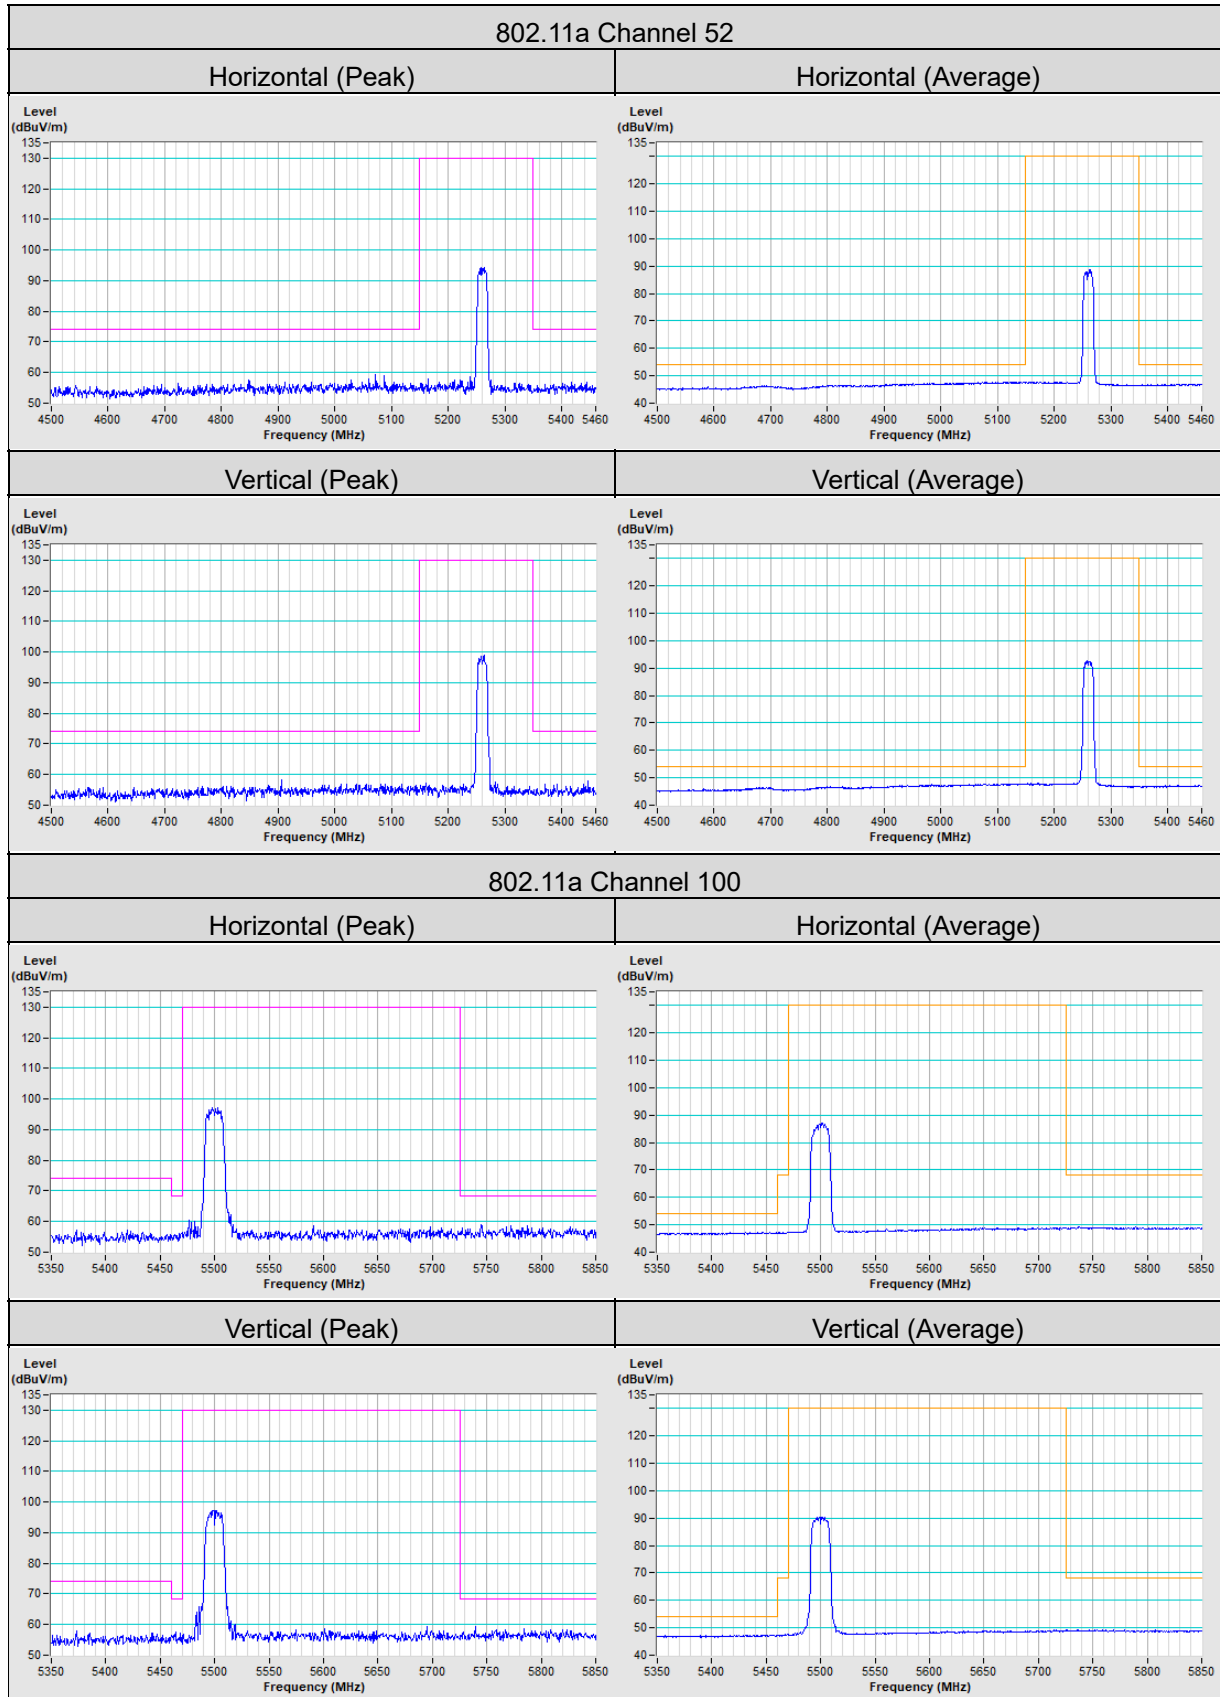 802.11a Channel 52
Horizontal (Peak)
Horizontal (Average)
Level
(dBuV/m)
135
130
120
110
100
90
80
70
60
50
4500 4600 4700 4800 4900 5000 5100 5200 5300 5400 5460
Frequency (MHz)
Level
(dBuV/m)
135
120
110
100
90
80
70
60
50
40
4500 4600 4700 4800 4900 5000 5100 5200 5300 5400 5460
Frequency (MHz)
Vertical (Peak)
Vertical (Average)
Level
(dBuV/m)
135
130
120
110
100
90
80
70
60
50
4500 4600 4700 4800 4900 5000 5100 5200 5300 5400 5460
Frequency (MHz)
Level
(dBuV/m)
135
120
110
100
90
80
70
60
50
40
4500 4600 4700 4800 4900 5000 5100 5200 5300 5400 5460
Frequency (MHz)
802.11a Channel 100
Horizontal (Peak)
Horizontal (Average)
Level
(dBuV/m)
135
130
120
110
100
90
80
70
60
50
5350 5400 5450 5500 5550 5600 5650 5700 5750 5800 5850
Frequency (MHz)
Level
(dBuV/m)
135
120
110
100
90
80
70
60
50
40
5350 5400 5450 5500 5550 5600 5650 5700 5750 5800 5850
Frequency (MHz)
Vertical (Peak)
Vertical (Average)
Level
(dBuV/m)
135
130
120
110
100
90
80
70
60
50
5350 5400 5450 5500 5550 5600 5650 5700 5750 5800 5850
Frequency (MHz)
Level
(dBuV/m)
135
120
110
100
90
80
70
60
50
40
5350 5400 5450 5500 5550 5600 5650 5700 5750 5800 5850
Frequency (MHz)